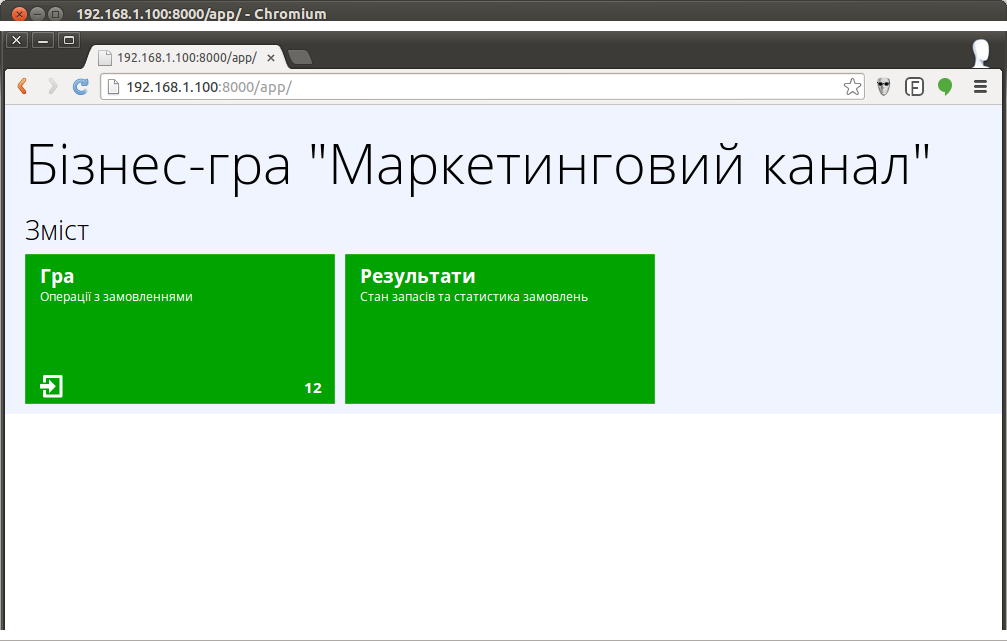 192.168.1.100:8000/app/ - Chromium
192.168.1.100:8000/app/
192.168.1.100:8000/app/
Бізнес-гра "Маркетинговий канал"
Зміст
Гра
Операції з замовленнями
12
Результати
Стан запасів та статистика замовлень